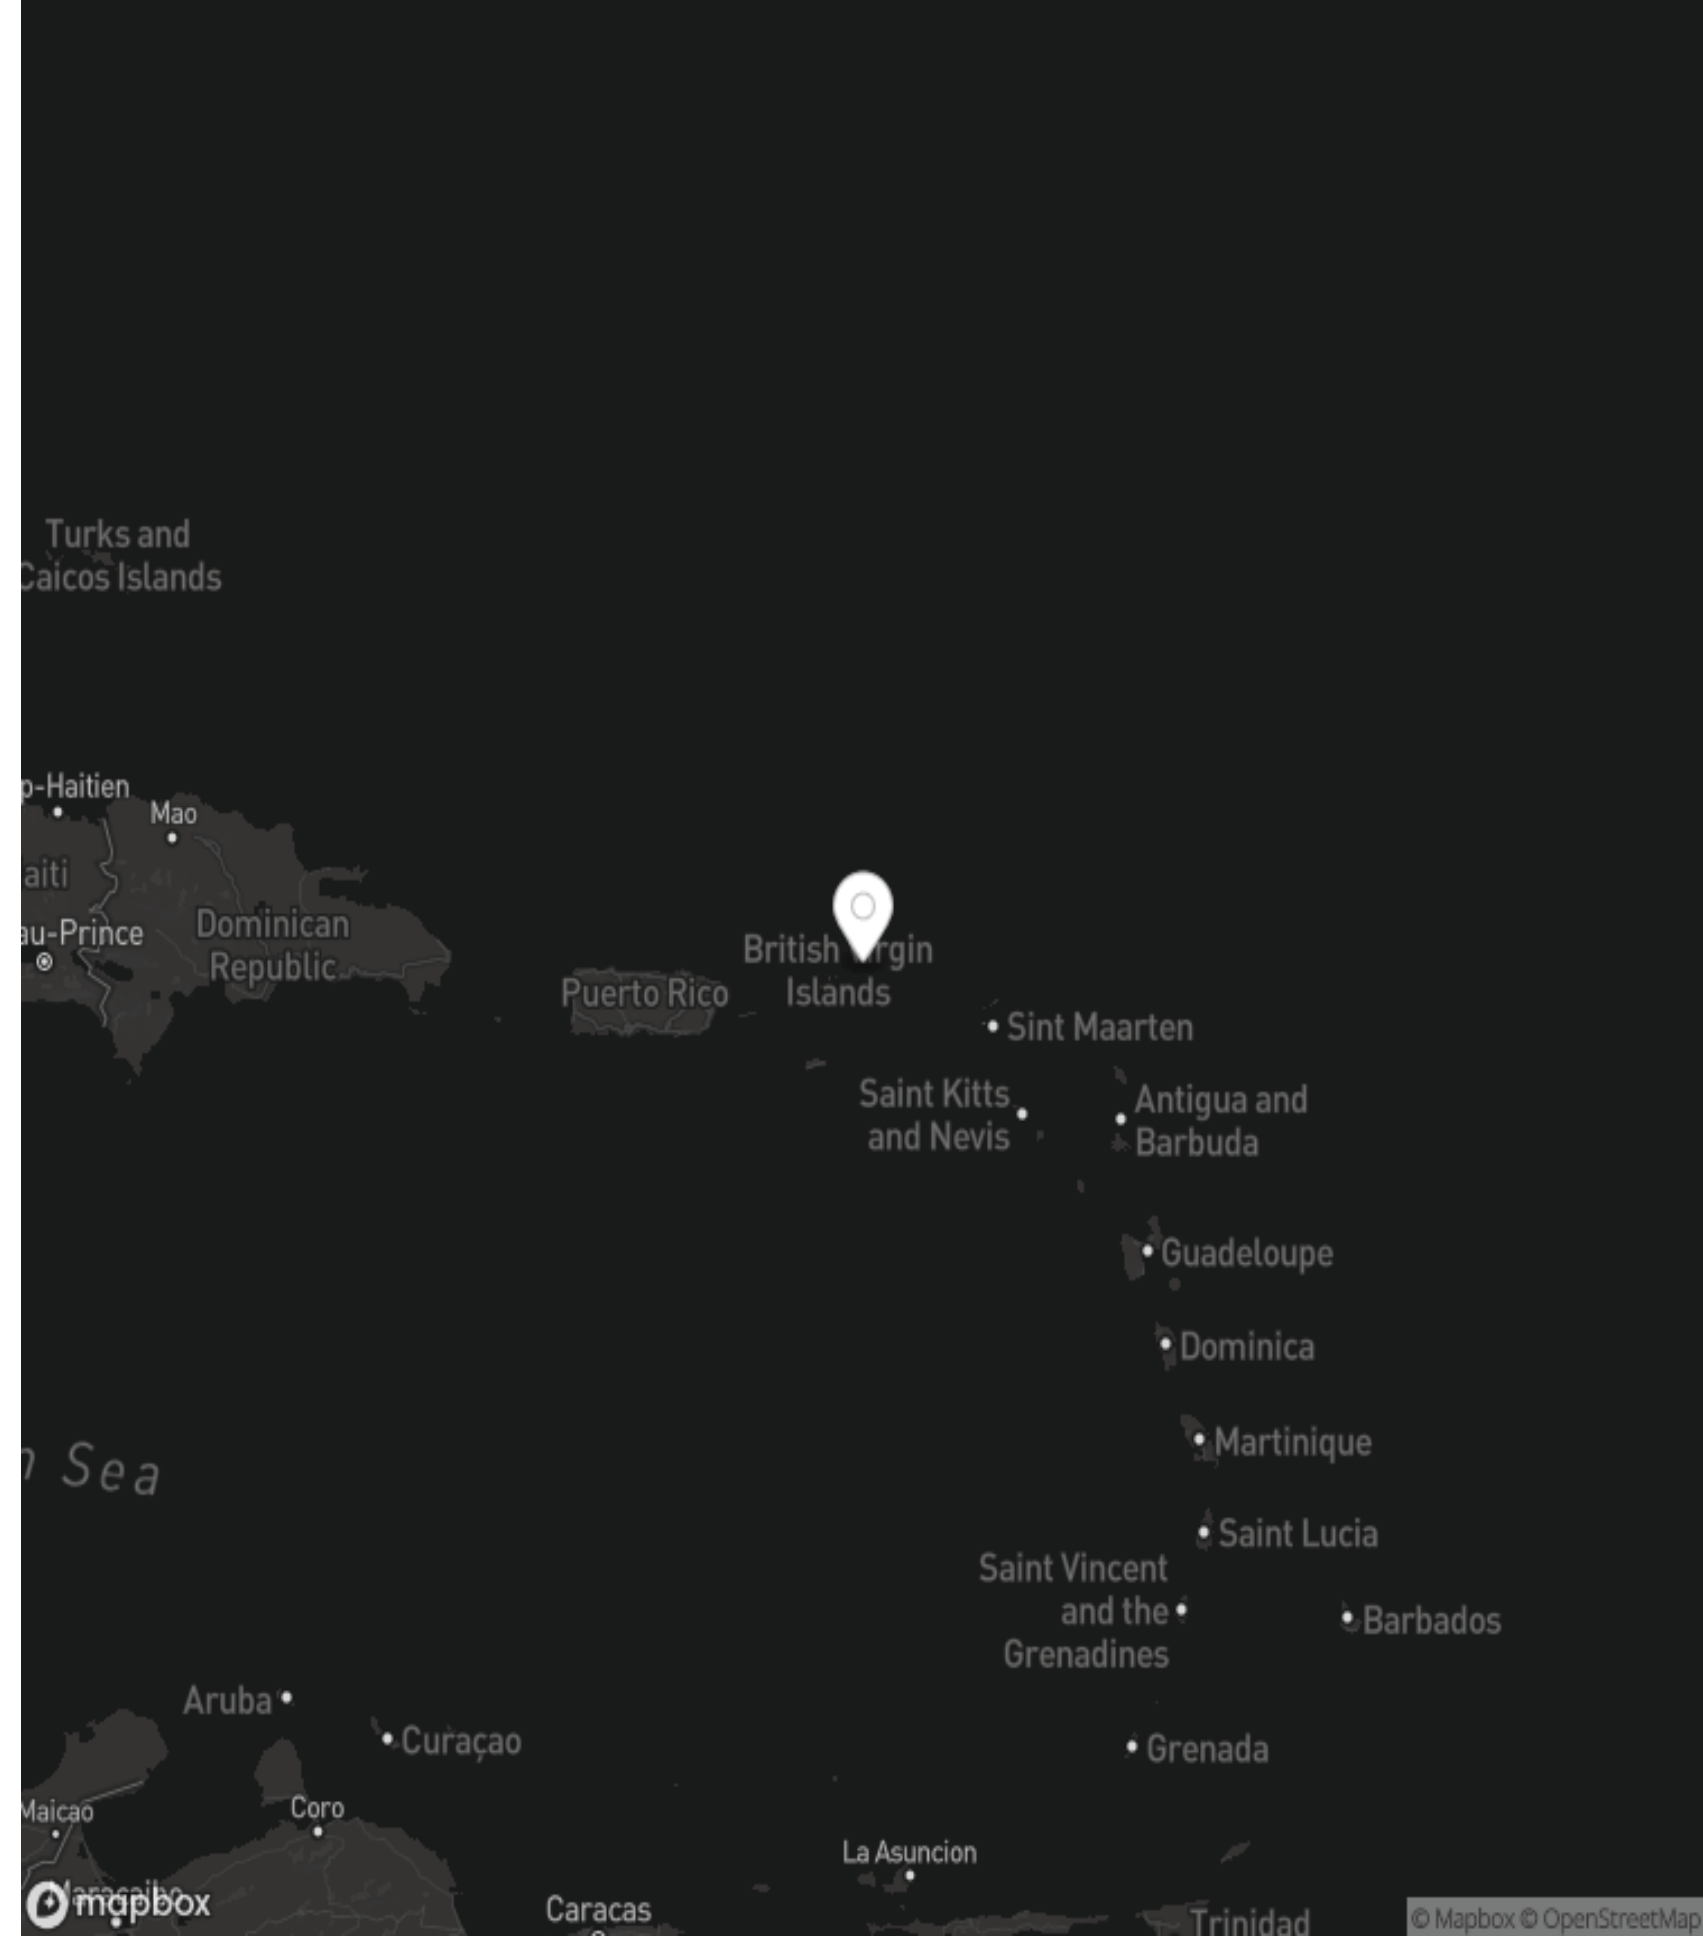 Turks and
Caicos Islands
p-Haitien
Mao
aiti
au-Prince
Dominican
Republic
Puerto Rico
British Virgin
Islands
Sint Maarten
Saint Kitts
and Nevis
Antigua and
Barbuda
Guadeloupe
Dominica
Martinique
n Sea
Saint Lucia
Saint Vincent
and the
Grenadines
Barbados
Aruba
Curaçao
Grenada
Maicao
Coro
La Asuncion
Maracaibo
mapbox
Caracas
Trinidad
© Mapbox © OpenStreetMap